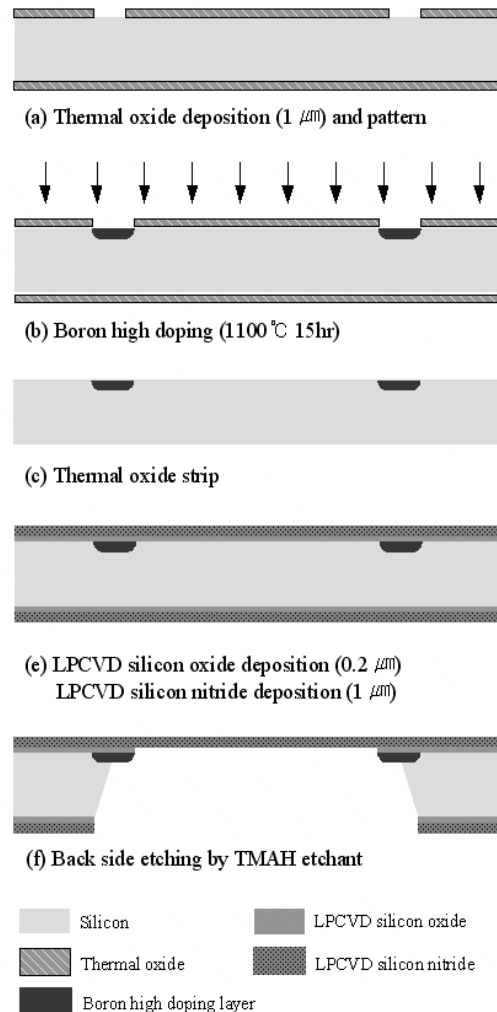 (a) Thermal oxide deposition (1 ㎛) and pattern
(b) Boron high doping (1100 ℃ 15hr)
(c) Thermal oxide strip
(e) LPCVD silicon oxide deposition (0.2 ㎛)
LPCVD silicon nitride deposition (1 ㎛)
(f) Back side etching by TMAH etchant
Silicon
LPCVD silicon oxide
Thermal oxide
LPCVD silicon nitride
Boron high doping layer